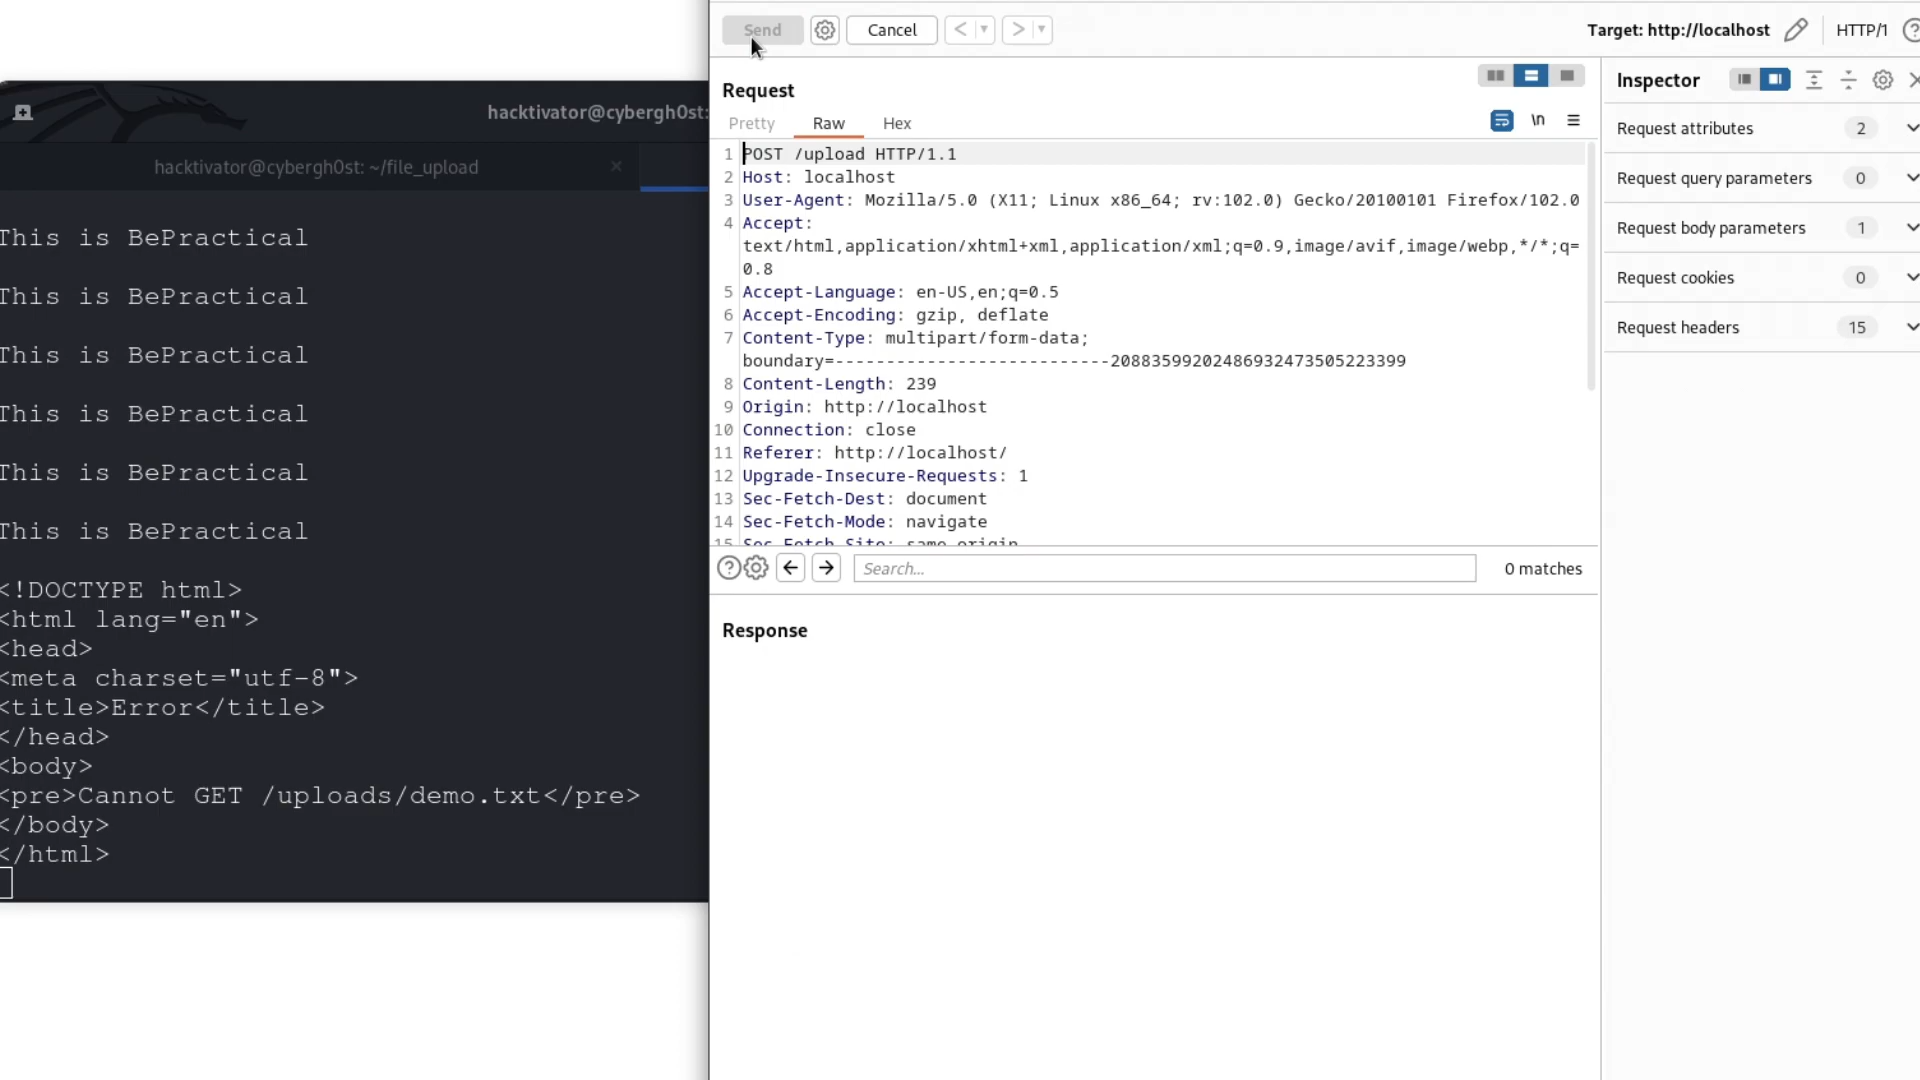 hacktivator@cybergh0st:
hacktivator@cybergh0st: ~/file_upload ×
This is BePractical
This is BePractical
This is BePractical
This is BePractical
This is BePractical
This is BePractical
<!DOCTYPE html>
<html lang="en">
<head>
<meta charset="utf-8">
<title>Error</title>
</head>
<body>
<pre>Cannot GET /uploads/demo.txt</pre>
</body>
</html>
Send Cancel < >
Target: http://localhost HTTP/1
Request
Pretty Raw Hex \n
1 POST /upload HTTP/1.1
2 Host: localhost
3 User-Agent: Mozilla/5.0 (X11; Linux x86_64; rv:102.0) Gecko/20100101 Firefox/102.0
4 Accept:
text/html,application/xhtml+xml,application/xml;q=0.9,image/avif,image/webp,*/*;q=
0.8
5 Accept-Language: en-US,en;q=0.5
6 Accept-Encoding: gzip, deflate
7 Content-Type: multipart/form-data;
boundary=---------------------------20883599202486932473505223399
8 Content-Length: 239
9 Origin: http://localhost
10 Connection: close
11 Referer: http://localhost/
12 Upgrade-Insecure-Requests: 1
13 Sec-Fetch-Dest: document
14 Sec-Fetch-Mode: navigate
15 Sec-Fetch-Site: same-origin
Search... 0 matches
Response
Inspector
Request attributes 2
Request query parameters 0
Request body parameters 1
Request cookies 0
Request headers 15